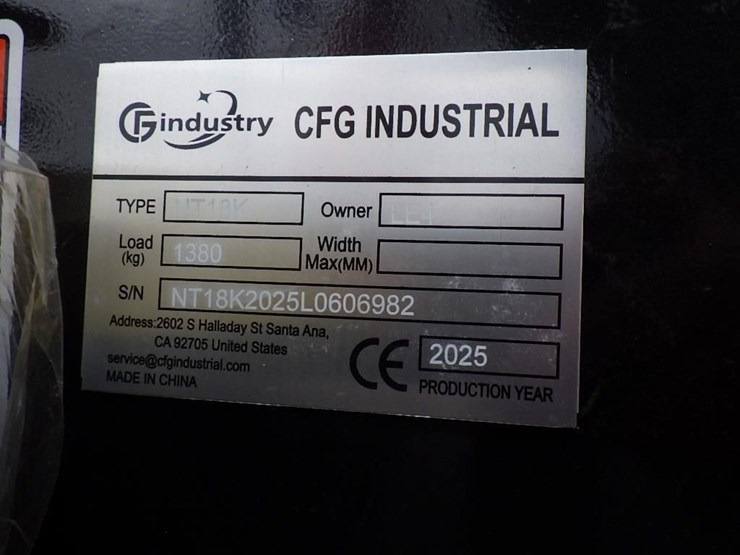 CFGindustry CFG INDUSTRIAL
TYPE NT18K Owner
Load (kg) 1380 Width Max(MM)
S/N NT18K2025L0606982
Address:2602 S Halladay St Santa Ana,
CA 92705 United States
service@cfgindustrial.com
MADE IN CHINA
CE 2025
PRODUCTION YEAR